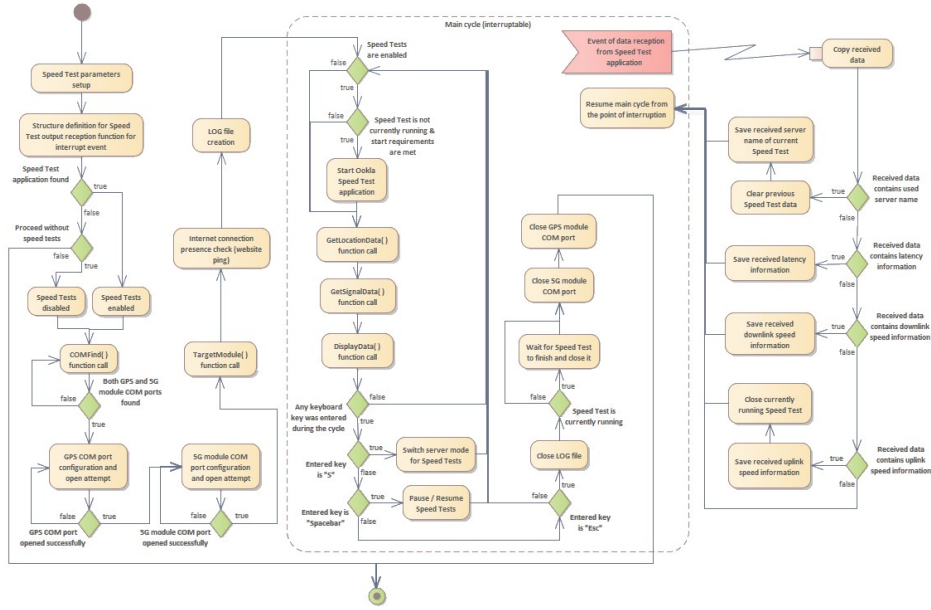 Main cycle (interruptable)
Speed Test parameters
setup
Structure definition for Speed
Test output reception function for
interrupt event
Speed Test
application found
true
false
Proceed without
speed tests
false
true
Speed Tests
disabled
Speed Tests
enabled
COMFind( )
function call
Both GPS and 5G
module COM ports
found
false
true
GPS COM port
configuration and
open attempt
false
true
GPS COM port
opened successfully
5G module COM
port configuration
and open attempt
false
true
5G module COM port
opened successfully
TargetModule( )
function call
Internet connection
presence check (website
ping)
LOG file
creation
Speed Tests
are enabled
false
true
Speed Test is not
currently running &
start requirements
are met
false
true
Start Ookla
Speed Test
application
GetLocationData( )
function call
GetSignalData( )
function call
DisplayData( )
function call
Any keyboard
key was entered
during the cycle
false
true
Entered key
is "S"
true
flase
Switch server mode
for Speed Tests
Entered key is
"Spacebar"
true
false
Pause / Resume
Speed Tests
Entered key
is "Esc"
false
true
Close LOG file
Speed Test is
currently running
false
true
Wait for Speed Test
to finish and close it
Close 5G module
COM port
Close GPS module
COM port
Event of data reception
from Speed Test
application
Copy received
data
Resume main cycle from
the point of interruption
Received data
contains used
server name
true
false
Clear previous
Speed Test data
Save received server
name of current
Speed Test
Received data
contains latency
information
true
false
Save received latency
information
Received data
contains downlink
speed information
true
false
Save received
downlink speed
information
Received data
contains uplink
speed information
true
false
Save received uplink
speed information
Close currently
running Speed Test